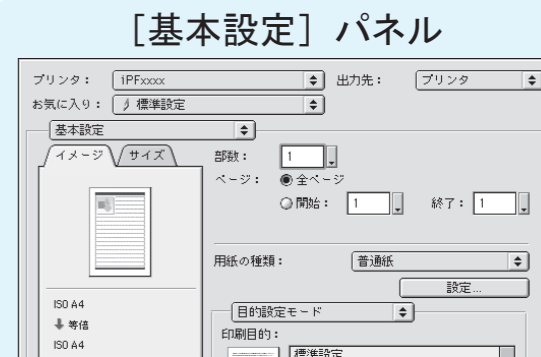 [基本設定] パネル
プリンタ： iPFxxxx 出力先： プリンタ
お気に入り： 標準設定
基本設定
イメージ サイズ 部数： 1
ページ： 全ページ
開始： 1 終了： 1
用紙の種類： 普通紙
設定...
ISO A4
目的設定モード
等倍
印刷目的：
ISO A4
標準設定